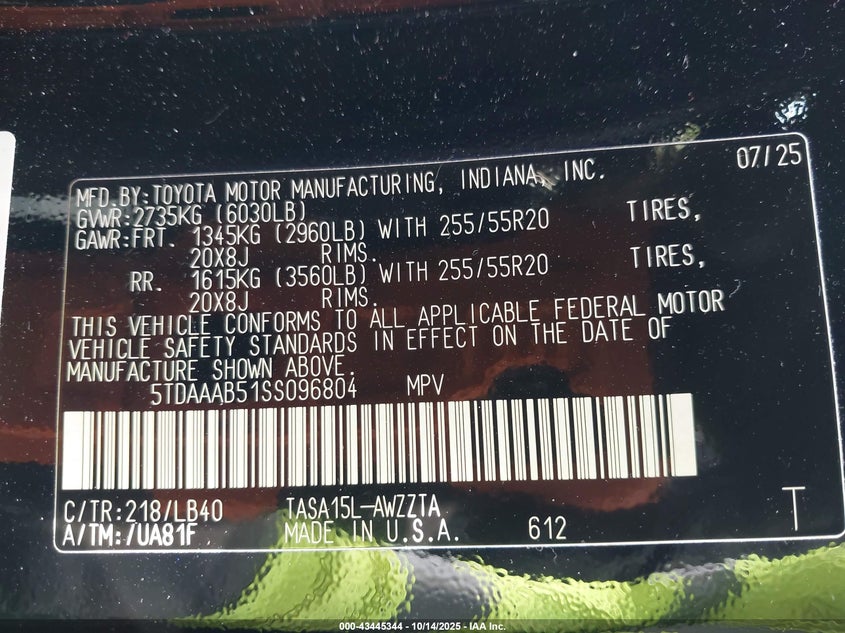 07/25
MFD.BY:TOYOTA MOTOR MANUFACTURING, INDIANA, INC.
GVWR:2735KG (6030LB)
GAWR:FRT. 1345KG (2960LB) WITH 255/55R20 TIRES,
20X8J RIMS.
RR. 1615KG (3560LB) WITH 255/55R20 TIRES,
20X8J RIMS.
THIS VEHICLE CONFORMS TO ALL APPLICABLE FEDERAL MOTOR
VEHICLE SAFETY STANDARDS IN EFFECT ON THE DATE OF
MANUFACTURE SHOWN ABOVE.
5TDAAAB51SS096804 MPV
C/TR:218/LB40 TASA15L-AWZZTA
A/TM:/UA81F MADE IN U.S.A. 612 T
000-43445344 - 10/14/2025 - IAA Inc.